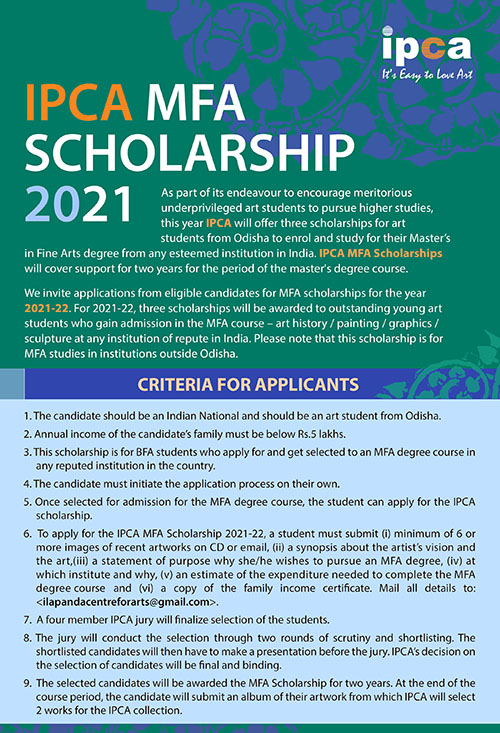 ipca
It's Easy to Love Art
IPCA MFA
SCHOLARSHIP
2021
As part of its endeavour to encourage meritorious
underprivileged art students to pursue higher studies,
this year IPCA will offer three scholarships for art
students from Odisha to enrol and study for their Master's
in Fine Arts degree from any esteemed institution in India. IPCA MFA Scholarships
will cover support for two years for the period of the master's degree course.
We invite applications from eligible candidates for MFA scholarships for the year
2021-22. For 2021-22, three scholarships will be awarded to outstanding young art
students who gain admission in the MFA course – art history / painting / graphics /
sculpture at any institution of repute in India. Please note that this scholarship is for
MFA studies in institutions outside Odisha.
CRITERIA FOR APPLICANTS
1. The candidate should be an Indian National and should be an art student from Odisha.
2. Annual income of the candidate's family must be below Rs.5 lakhs.
3. This scholarship is for BFA students who apply for and get selected to an MFA degree course in
any reputed institution in the country.
4. The candidate must initiate the application process on their own.
5. Once selected for admission for the MFA degree course, the student can apply for the IPCA
scholarship.
6. To apply for the IPCA MFA Scholarship 2021-22, a student must submit (i) minimum of 6 or
more images of recent artworks on CD or email, (ii) a synopsis about the artist's vision and
the art,(iii) a statement of purpose why she/he wishes to pursue an MFA degree, (iv) at
which institute and why, (v) an estimate of the expenditure needed to complete the MFA
degree course and (vi) a copy of the family income certificate. Mail all details to:
<ilapandacentreforarts@gmail.com>.
7. A four member IPCA jury will finalize selection of the students.
8. The jury will conduct the selection through two rounds of scrutiny and shortlisting. The
shortlisted candidates will then have to make a presentation before the jury. IPCA's decision on
the selection of candidates will be final and binding.
9. The selected candidates will be awarded the MFA Scholarship for two years. At the end of the
course period, the candidate will submit an album of their artwork from which IPCA will select
2 works for the IPCA collection.